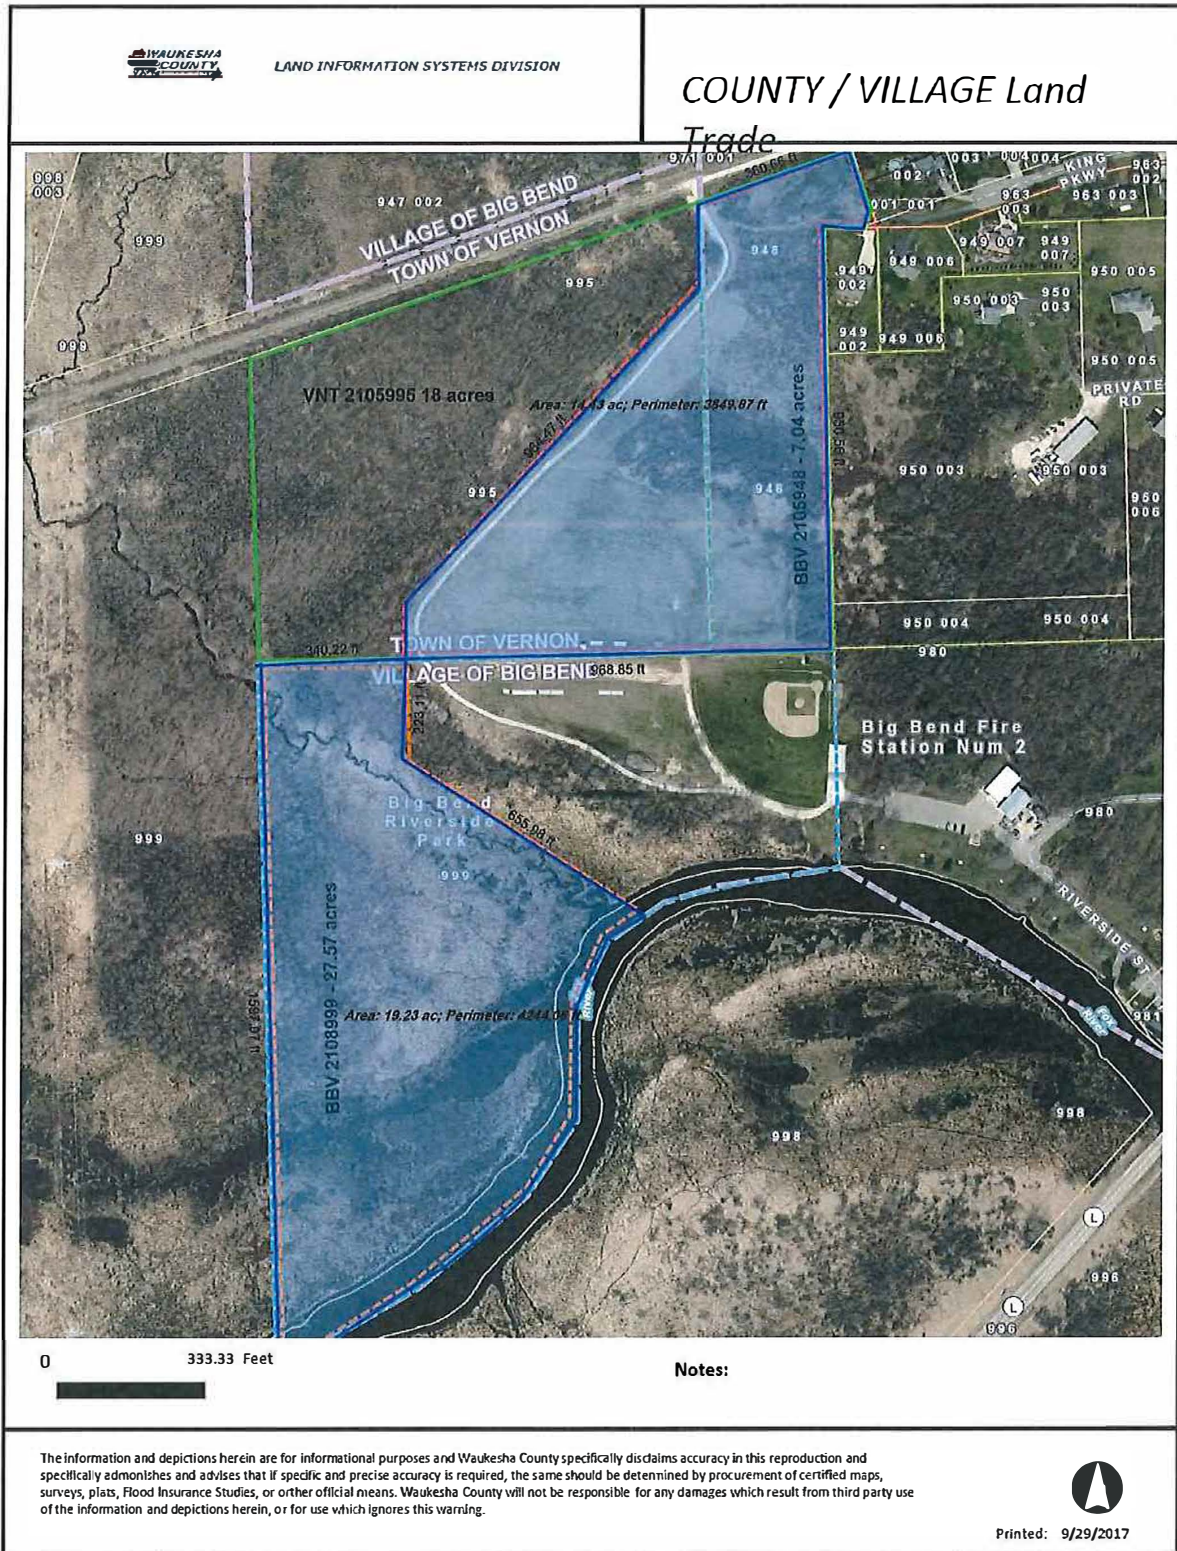 WAUKESHA
COUNTY
LAND INFORMATION SYSTEMS DIVISION
COUNTY / VILLAGE Land
Trade
998
003
999
947 002
VILLAGE OF BIG BEND
TOWN OF VERNON
971 001
360.66 ft
002
003
004 004
KING
PKWY
963
002
963 003
963
003
001 001
948
949
002
949 006
949 007
949
007
950 005
995
950 003
950
003
999
949
002
949 006
950 005
PRIVATE
RD
VNT 2105995 18 acres
Area: 14.43 ac; Perimeter: 3849.87 ft
964.47 ft
BBV 2105948 - 7.04 acres
950 003
950 003
995
948
950
006
950 004
950 004
TOWN OF VERNON
340.22 ft
980
VILLAGE OF BIG BEND
968.85 ft
Big Bend Fire
Station Num 2
Big Bend
Riverside
Park
655.98 ft
980
999
999
RIVERSIDE ST
BBV 2108999 - 27.57 acres
Area: 19.23 ac; Perimeter:
River
Fox
River
981
998
998
L
996
L
996
0
333.33 Feet
Notes:
The information and depictions herein are for informational purposes and Waukesha County specifically disclaims accuracy in this reproduction and
specifically admonishes and advises that if specific and precise accuracy is required, the same should be determined by procurement of certified maps,
surveys, plats, Flood Insurance Studies, or orther official means. Waukesha County will not be responsible for any damages which result from third party use
of the information and depictions herein, or for use which ignores this warning.
Printed: 9/29/2017